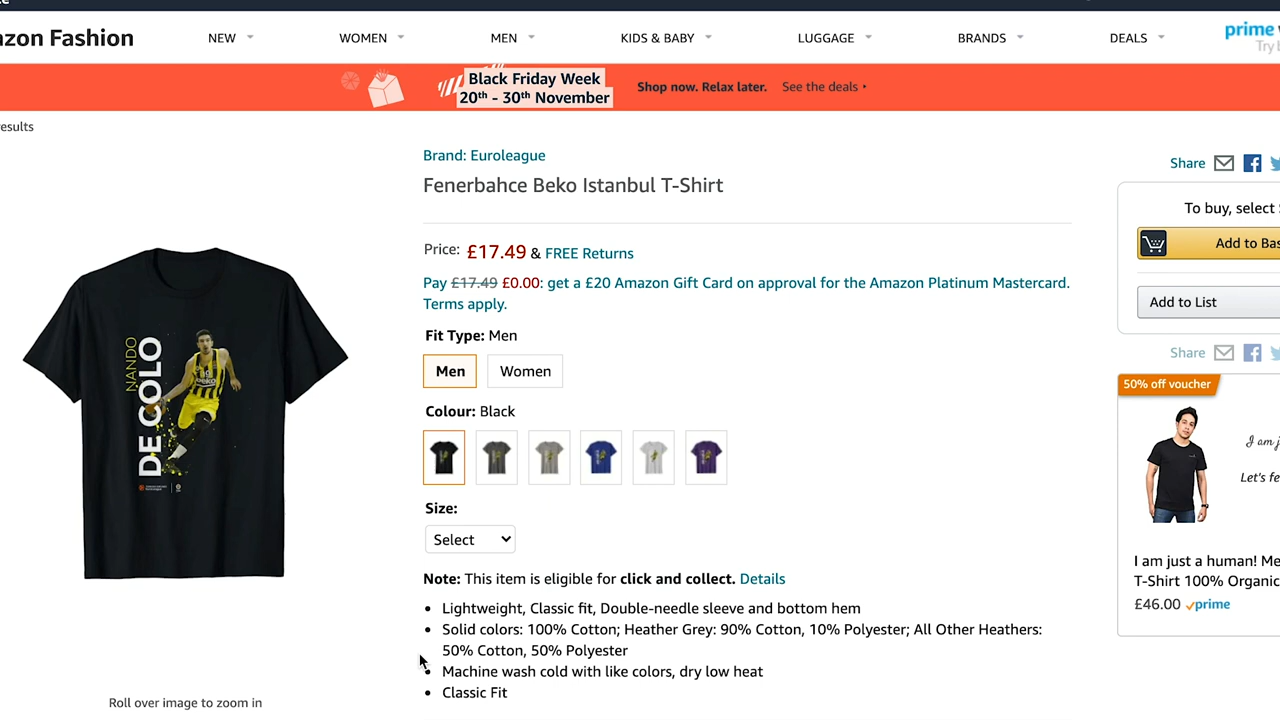 zon Fashion
NEW
WOMEN
MEN
KIDS & BABY
LUGGAGE
BRANDS
DEALS
prime
Try
Black Friday Week
20th - 30th November
Shop now. Relax later.
See the deals
esults
Brand: Euroleague
Fenerbahce Beko Istanbul T-Shirt
Price: £17.49 & FREE Returns
Pay £17.49 £0.00: get a £20 Amazon Gift Card on approval for the Amazon Platinum Mastercard.
Terms apply.
Fit Type: Men
Men
Women
Colour: Black
Size:
Select
Note: This item is eligible for click and collect. Details
Lightweight, Classic fit, Double-needle sleeve and bottom hem
Solid colors: 100% Cotton; Heather Grey: 90% Cotton, 10% Polyester; All Other Heathers:
50% Cotton, 50% Polyester
Machine wash cold with like colors, dry low heat
Classic Fit
NANDO
DE COLO
beko
Roll over image to zoom in
Share
To buy, select
Add to Bas
Add to List
Share
50% off voucher
I am j
Let's fe
I am just a human! Me
T-Shirt 100% Organic
£46.00 prime